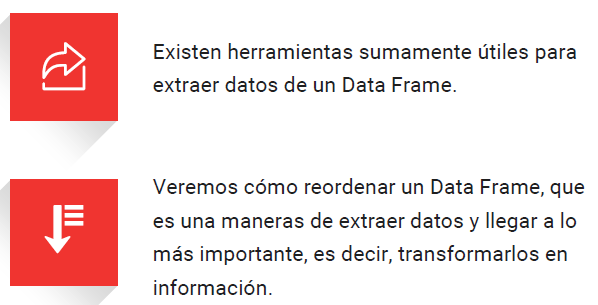 Existen herramientas sumamente útiles para
extraer datos de un Data Frame.
Veremos cómo reordenar un Data Frame, que
es una maneras de extraer datos y llegar a lo
más importante, es decir, transformarlos en
información.